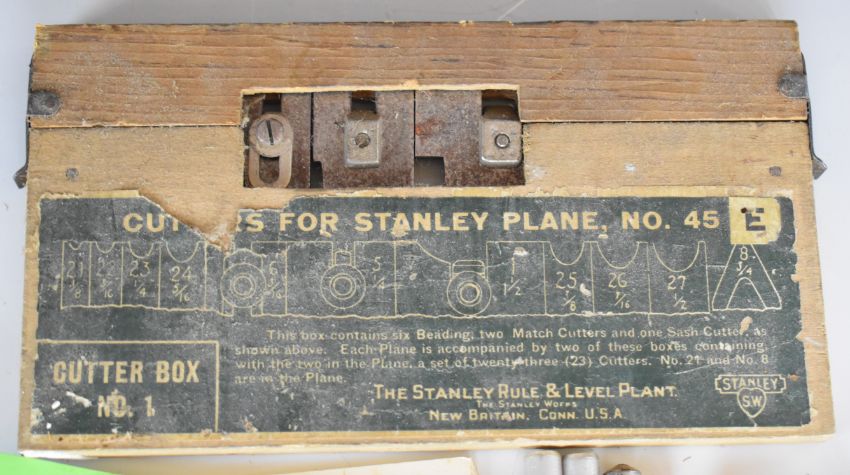 CUT RS FOR STANLEY PLANE, NO. 45 E
21 22 23 24 6 5 1 25 26 27 8
1/8 3/16 1/4 5/16 3/16 1/4 1 1/2 3/8 7/16 1/2 3/4
This box contains six Beading, two Match Cutters and one Sash Cutter, as
shown above. Each Plane is accompanied by two of these boxes containing,
with the two in the Plane, a set of twenty-three (23) Cutters. No. 21 and No. 8
are in the Plane.
CUTTER BOX
NO. 1
THE STANLEY RULE & LEVEL PLANT.
THE STANLEY WORKS
NEW BRITAIN, CONN. U.S.A.
STANLEY
SW